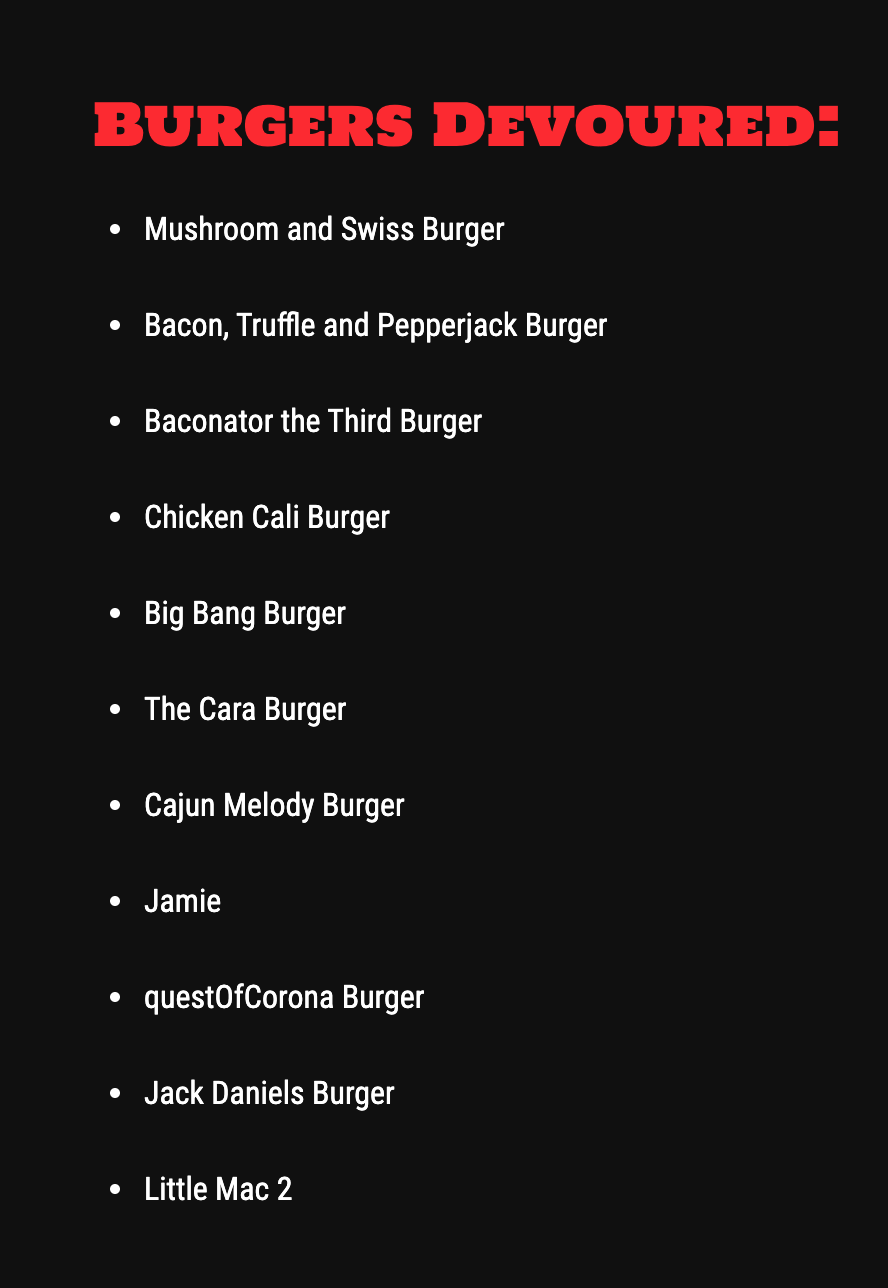 Burgers Devoured:
• Mushroom and Swiss Burger
• Bacon, Truffle and Pepperjack Burger
• Baconator the Third Burger
• Chicken Cali Burger
• Big Bang Burger
• The Cara Burger
• Cajun Melody Burger
• Jamie
• questOfCorona Burger
• Jack Daniels Burger
• Little Mac 2